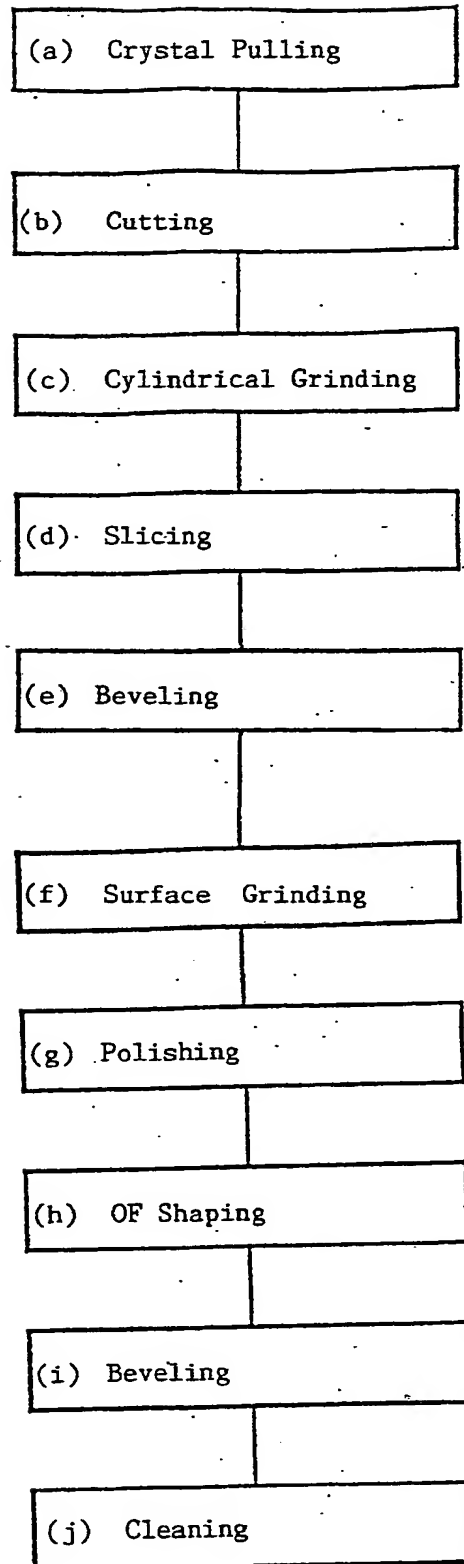 (a) Crystal Pulling
(b) Cutting
(c) Cylindrical Grinding
(d) Slicing
(e) Beveling
(f) Surface Grinding
(g) Polishing
(h) OF Shaping
(i) Beveling
(j) Cleaning